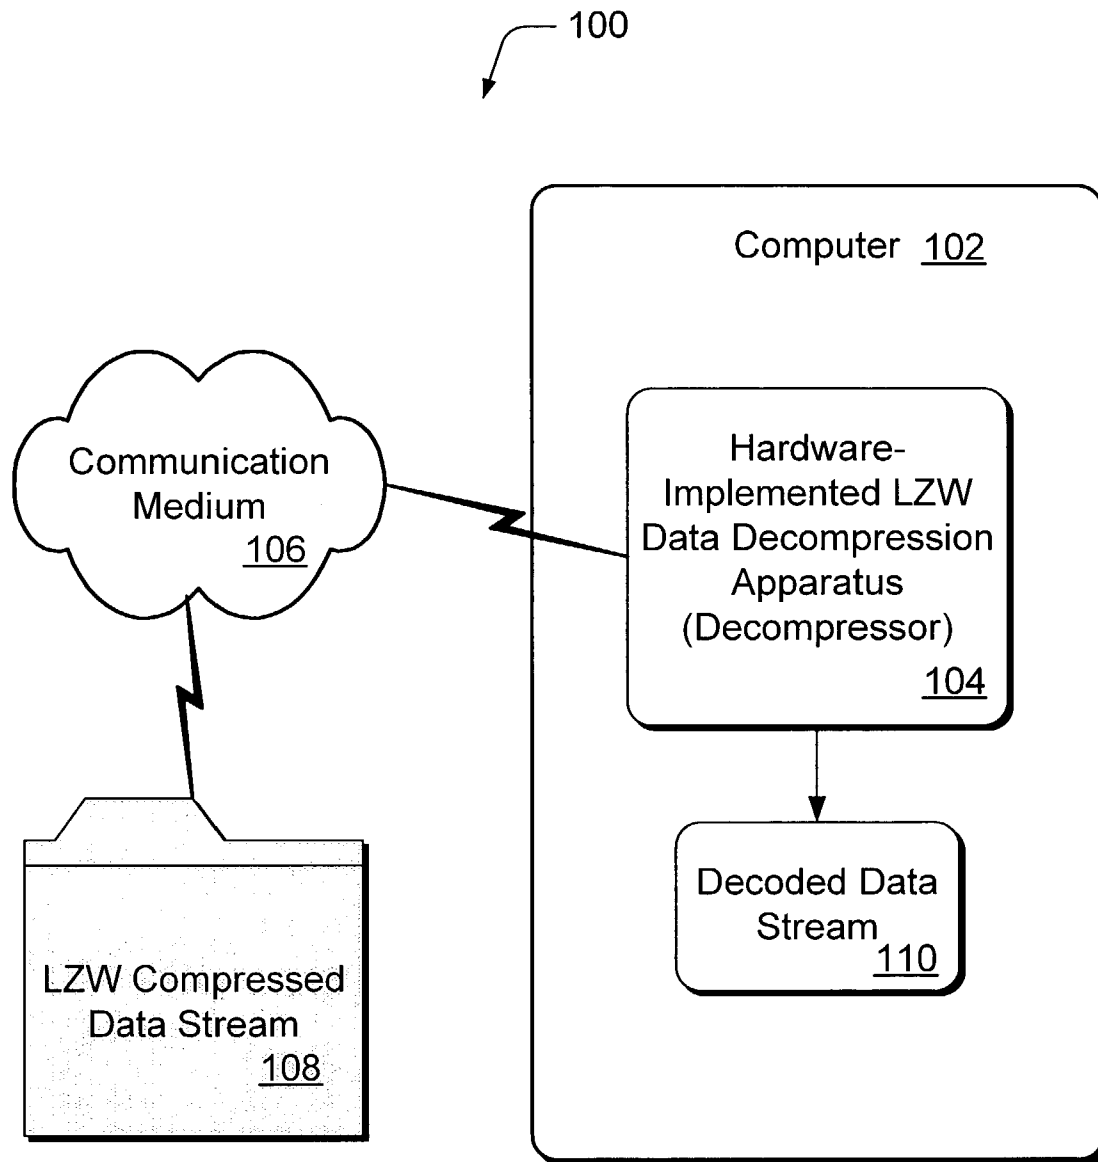 100
Computer 102
Communication
Medium
106
Hardware-
Implemented LZW
Data Decompression
Apparatus
(Decompressor)
104
Decoded Data
Stream
110
LZW Compressed
Data Stream
108